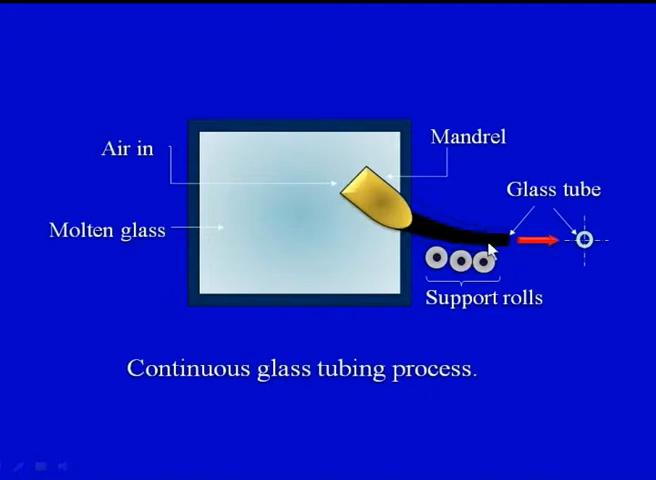 Air in
Mandrel
Glass tube
Molten glass
Support rolls
Continuous glass tubing process.